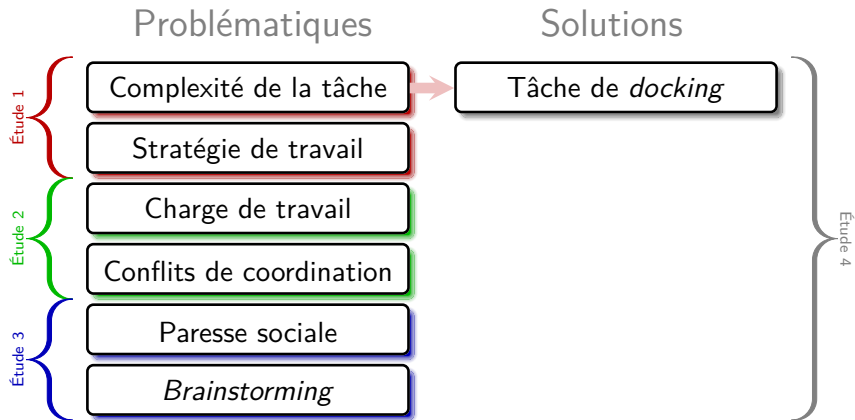 Problématiques
Solutions
Étude 1
Complexité de la tâche
Tâche de docking
Stratégie de travail
Étude 2
Charge de travail
Conflits de coordination
Étude 3
Paresse sociale
Brainstorming
Étude 4